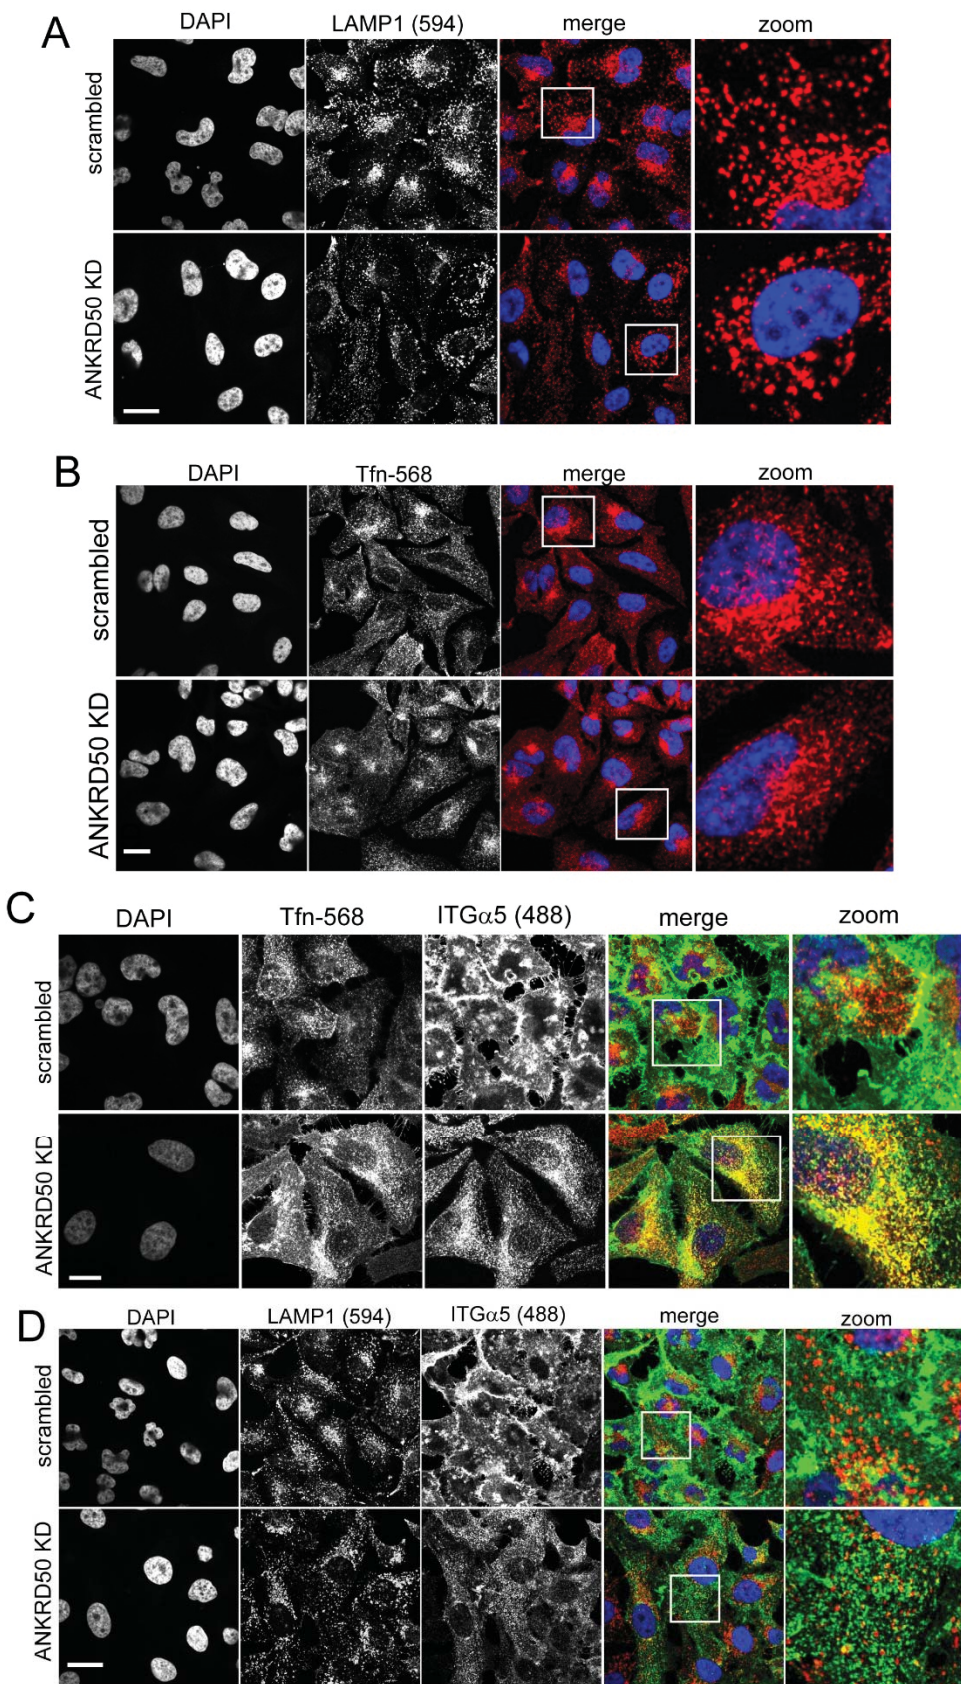 A
DAPI LAMP1 (594) merge zoom
scrambled
ANKRD50 KD
B
DAPI Tfn-568 merge zoom
scrambled
ANKRD50 KD
C
DAPI Tfn-568 ITGα5 (488) merge zoom
scrambled
ANKRD50 KD
D
DAPI LAMP1 (594) ITGα5 (488) merge zoom
scrambled
ANKRD50 KD